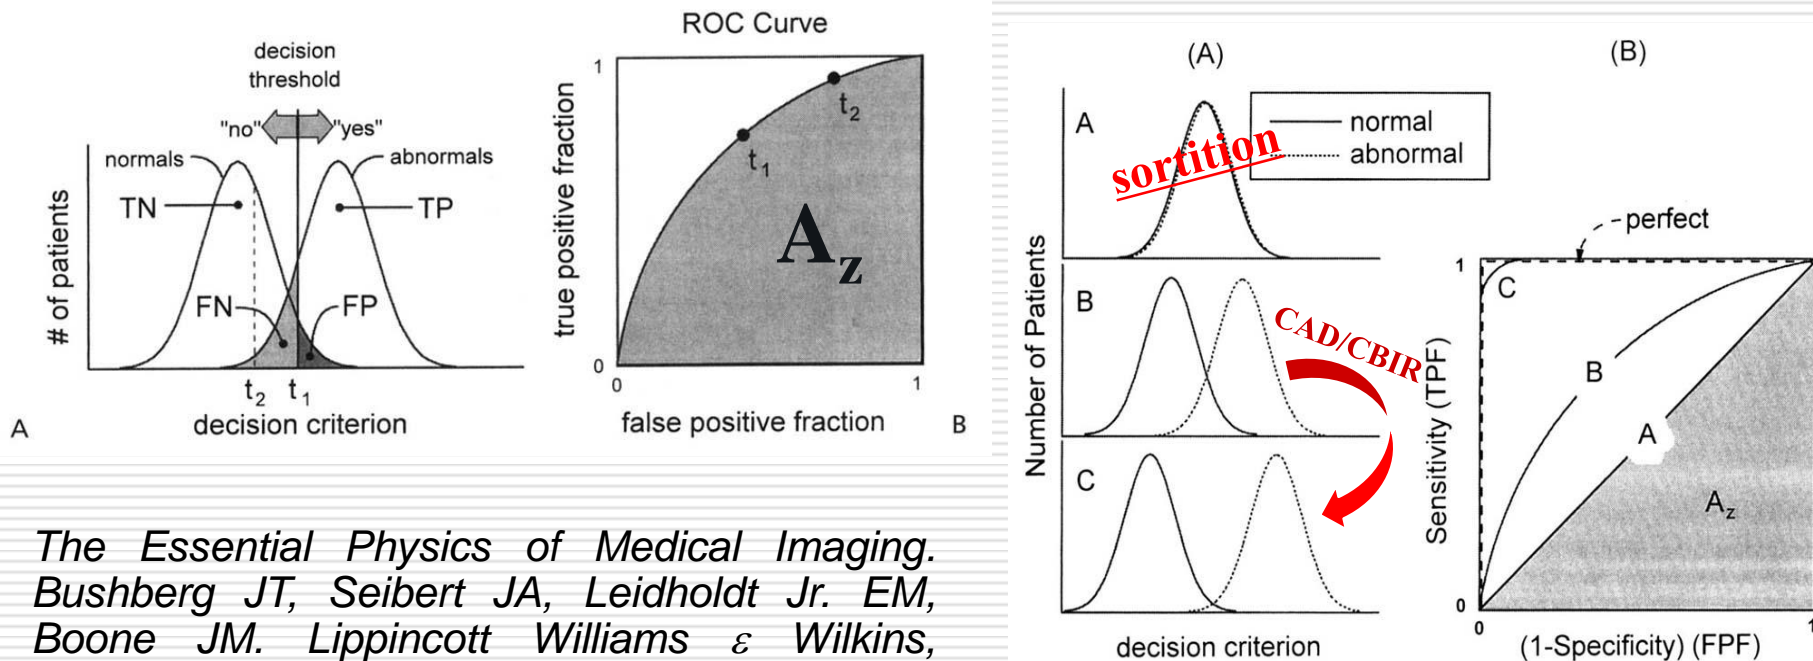 ROC Curve
decision
threshold
"no" "yes"
normals
abnormals
TN
TP
FN
FP
# of patients
t2 t1
decision criterion
A
1
true positive fraction
t2
t1
Az
0
0
1
false positive fraction
B
(A)
(B)
A
normal
abnormal
sortition
Number of Patients
B
CAD/CBIR
C
decision criterion
perfect
1
C
B
A
Az
Sensitivity (TPF)
0
0
1
(1-Specificity) (FPF)
The Essential Physics of Medical Imaging.
Bushberg JT, Seibert JA, Leidholdt Jr. EM,
Boone JM. Lippincott Williams ε Wilkins,